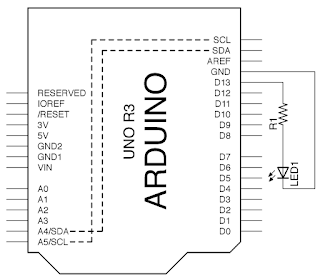 SCL
SDA
AREF
GND
D13
D12
D11
D10
D9
D8
D7
D6
D5
D4
D3
D2
D1
D0
RESERVED
IOREF
/RESET
3V
5V
GND2
GND1
VIN
A0
A1
A2
A3
A4/SDA
A5/SCL
UNO R3
ARDUINO
R1
LED1